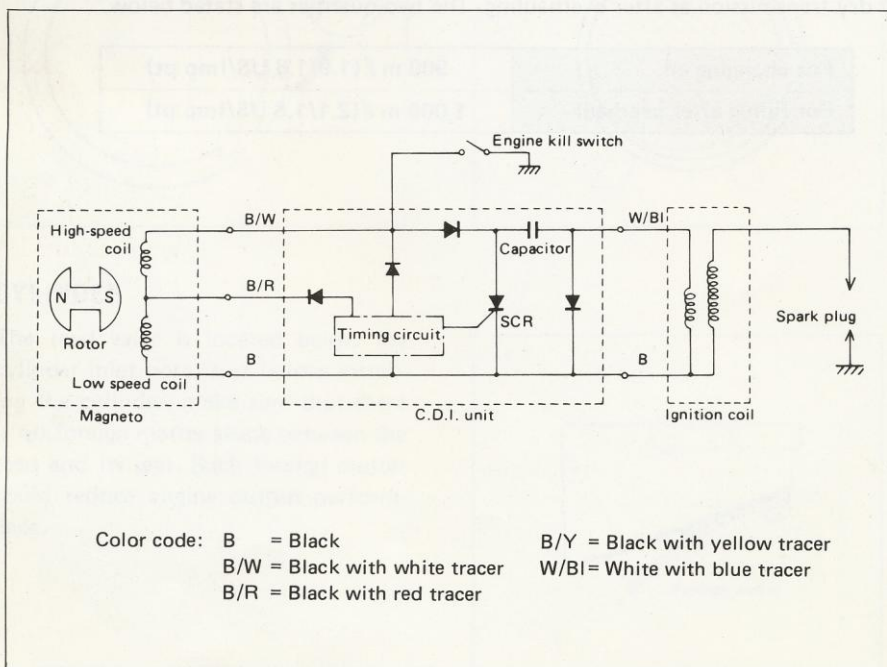 Engine kill switch
B/W
W/Bl
High-speed
coil
Capacitor
B/R
N S
SCR
Timing circuit
Spark plug
Rotor
B
B
Low speed coil
Magneto
C.D.I. unit
Ignition coil
Color code: B = Black
B/Y = Black with yellow tracer
B/W = Black with white tracer
W/Bl= White with blue tracer
B/R = Black with red tracer